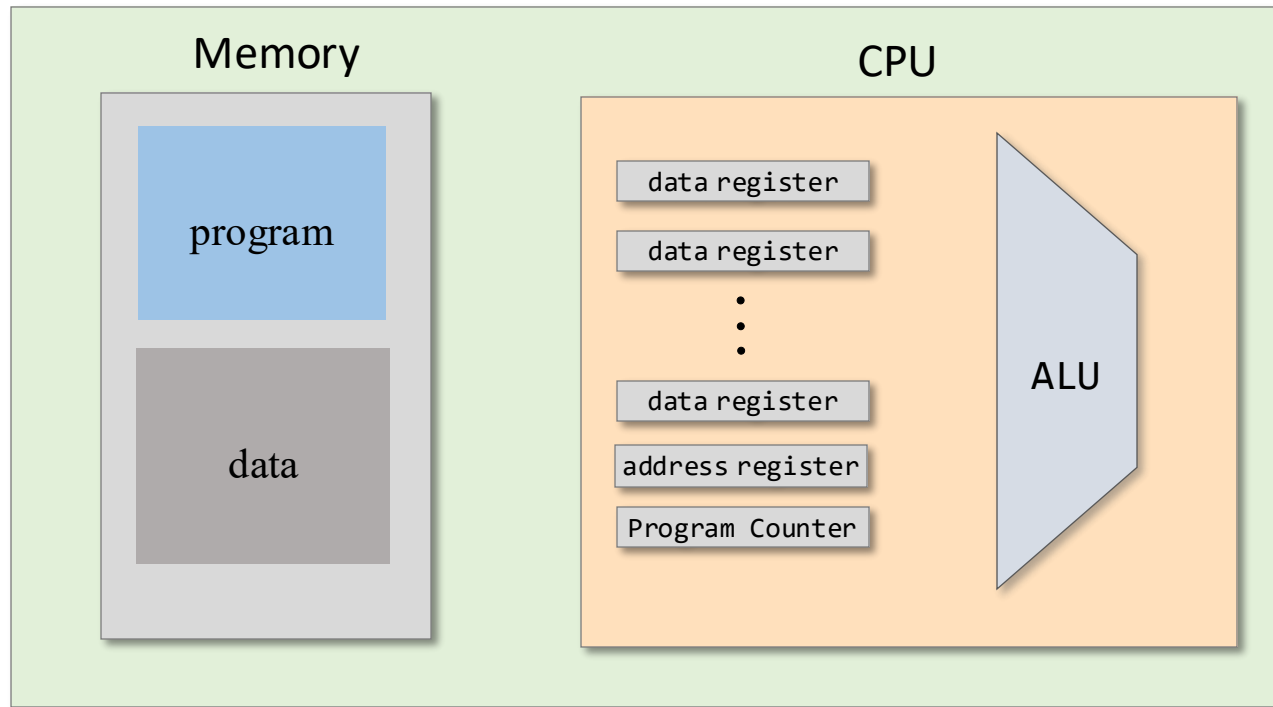 Memory
program
data
CPU
data register
data register
data register
address register
Program Counter
ALU